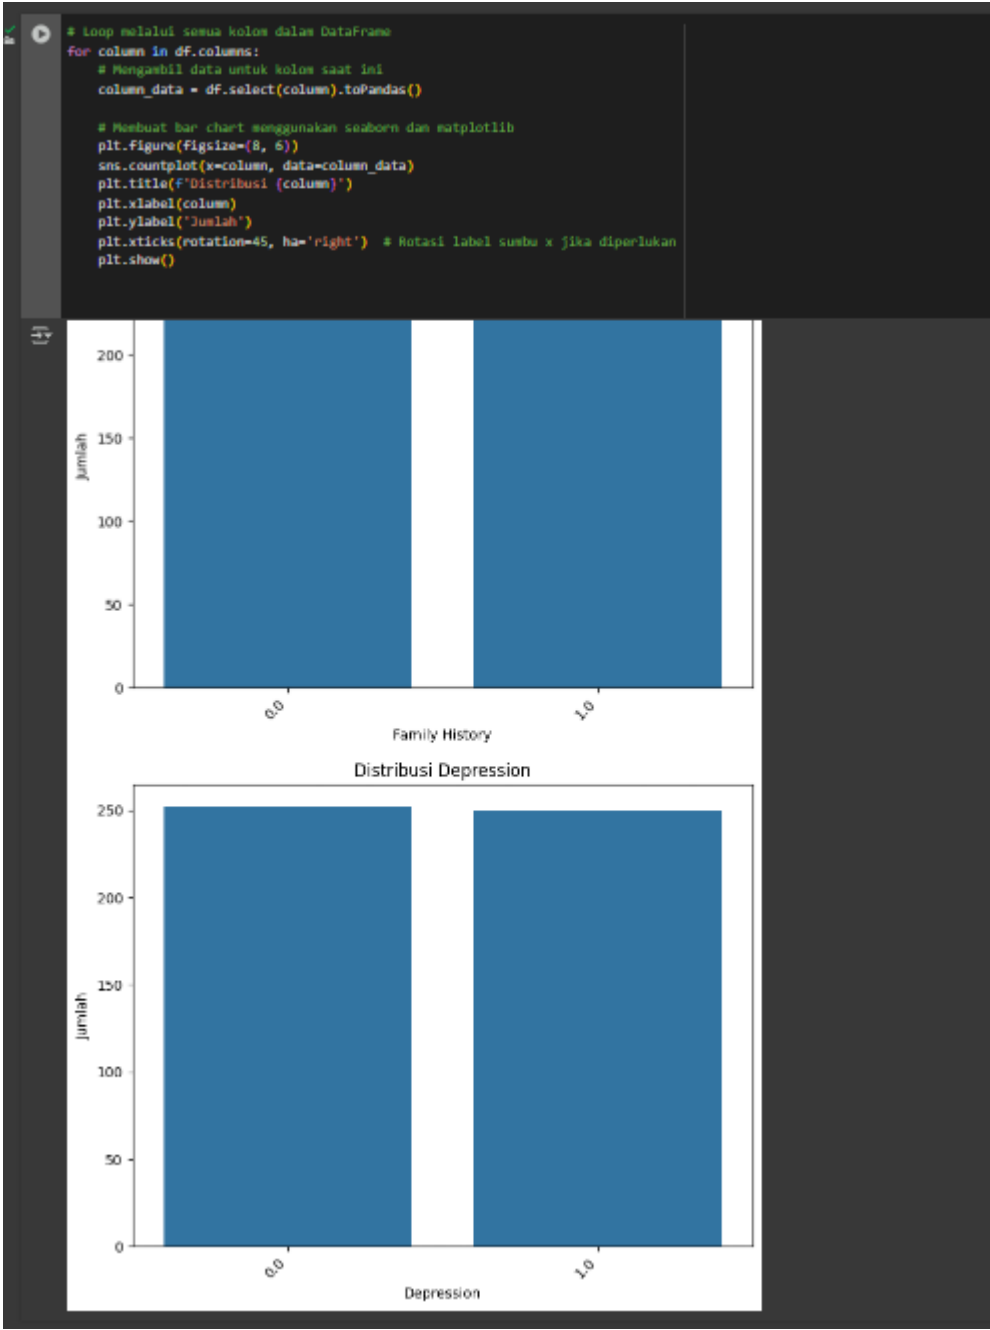 # Loop melalui semua kolom dalam DataFrame
for column in df.columns:
    # Mengambil data untuk kolom saat ini
    column_data = df.select(column).toPandas()
    # Membuat bar chart menggunakan seaborn dan matplotlib
    plt.figure(figsize=(8, 6))
    sns.countplot(x=column, data=column_data)
    plt.title(f'Distribusi {column}')
    plt.xlabel(column)
    plt.ylabel('Jumlah')
    plt.xticks(rotation=45, ha='right')  # Rotasi label sumbu x jika diperlukan
    plt.show()
200
150
100
50
0
Jumlah
0.0
1.0
Family History
Distribusi Depression
250
200
150
100
50
0
Jumlah
0.0
1.0
Depression